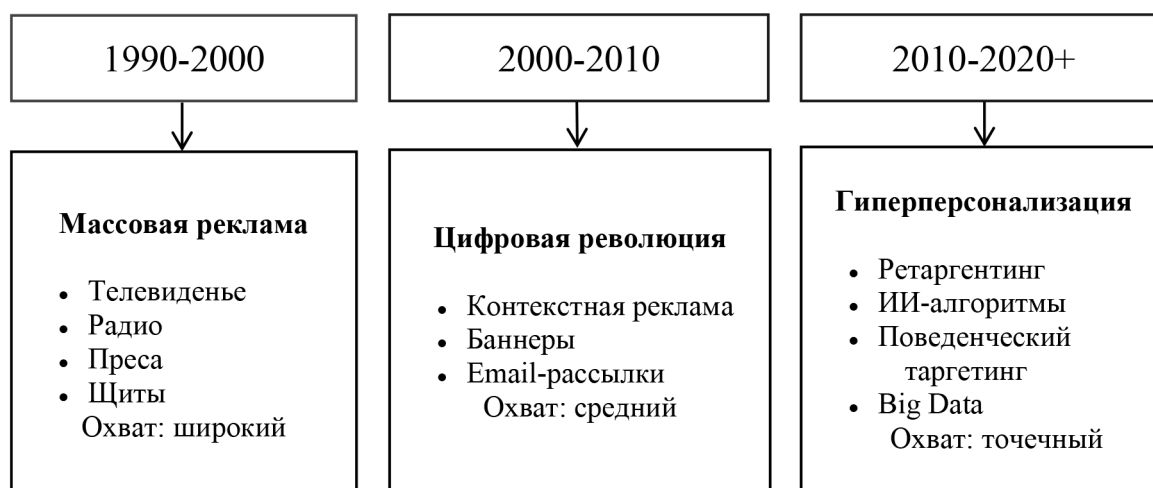 1990-2000
Массовая реклама
• Телевиденье
• Радио
• Преса
• Щиты
Охват: широкий
2000-2010
Цифровая революция
• Контекстная реклама
• Баннеры
• Email-рассылки
Охват: средний
2010-2020+
Гиперперсонализация
• Ретаргентинг
• ИИ-алгоритмы
• Поведенческий
таргетинг
• Big Data
Охват: точечный